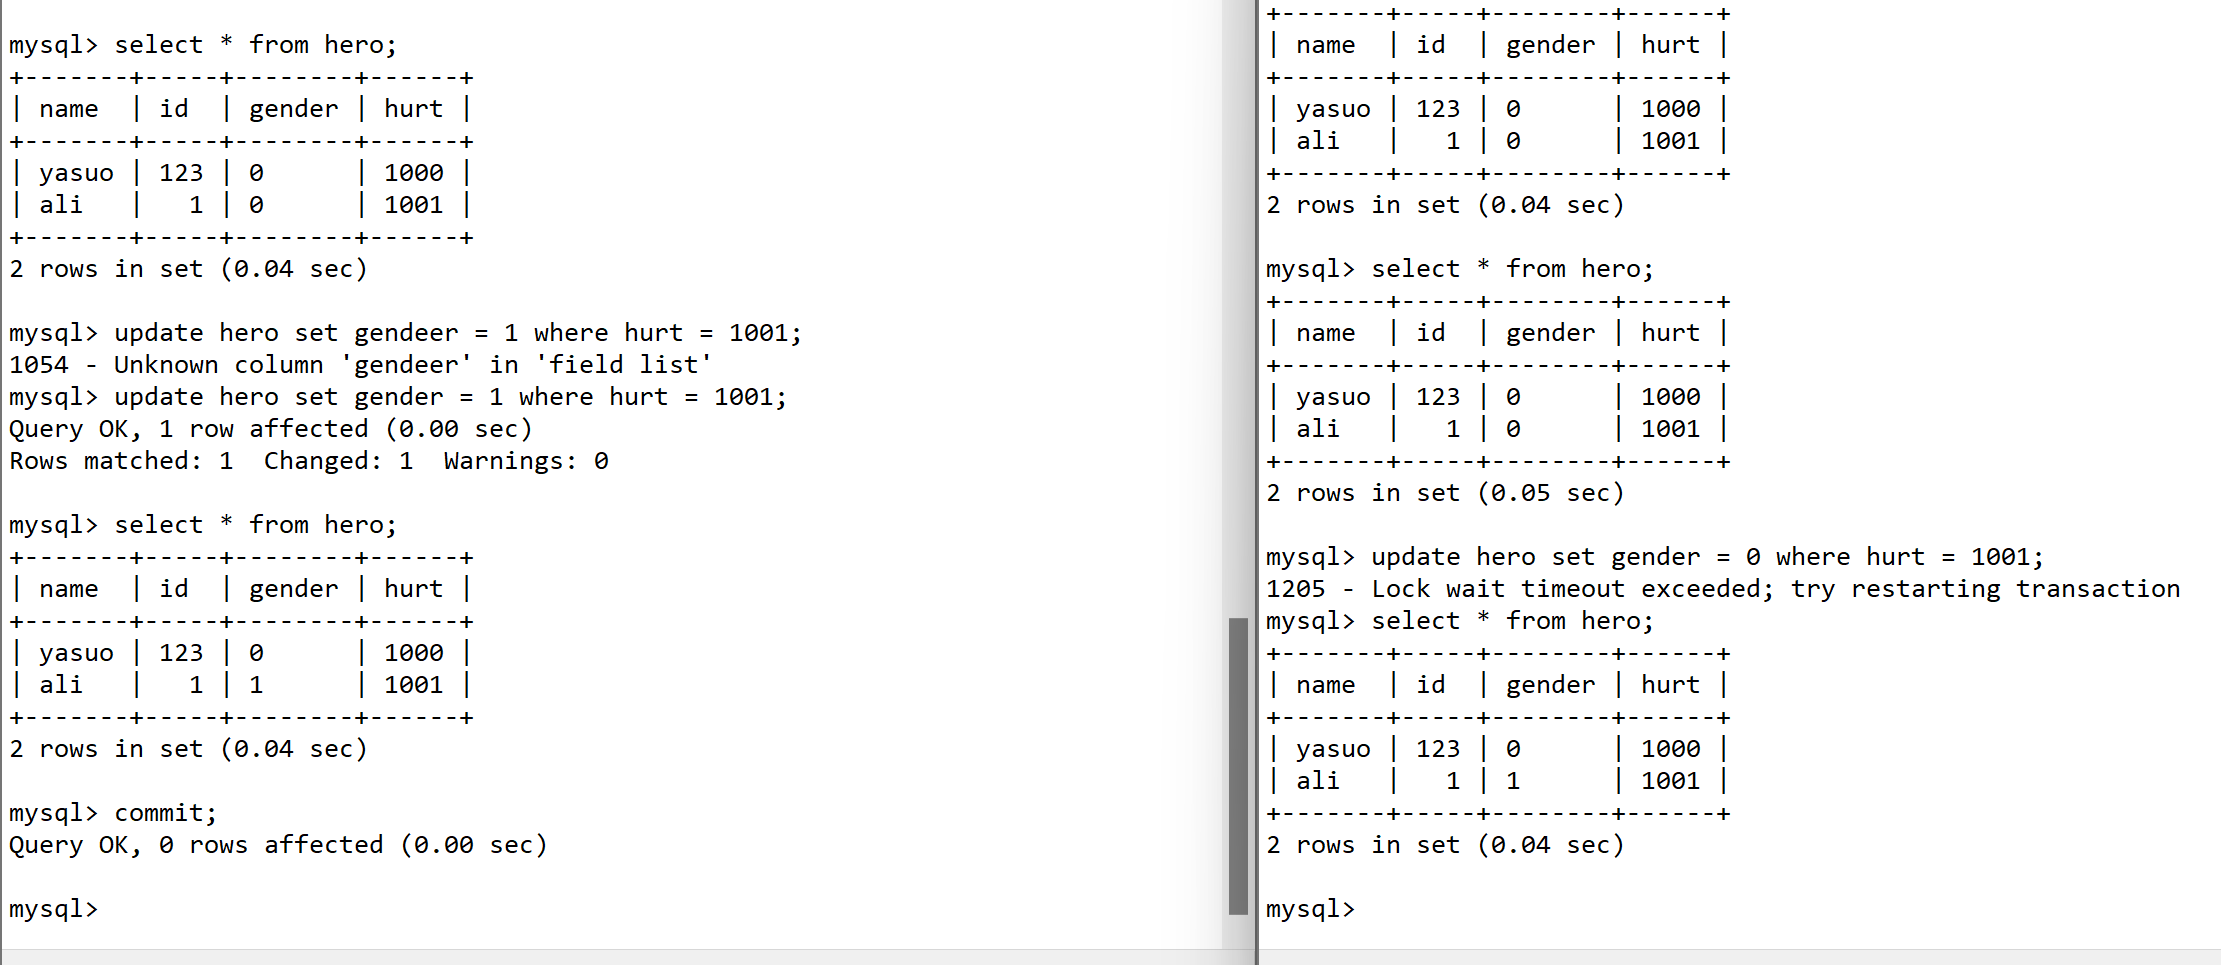 mysql> select * from hero;
+-------+-----+--------+------+
| name  | id  | gender | hurt |
+-------+-----+--------+------+
| yasuo | 123 | 0      | 1000 |
| ali   |   1 | 0      | 1001 |
+-------+-----+--------+------+
2 rows in set (0.04 sec)

mysql> update hero set gendeer = 1 where hurt = 1001;
1054 - Unknown column 'gendeer' in 'field list'
mysql> update hero set gender = 1 where hurt = 1001;
Query OK, 1 row affected (0.00 sec)
Rows matched: 1  Changed: 1  Warnings: 0

mysql> select * from hero;
+-------+-----+--------+------+
| name  | id  | gender | hurt |
+-------+-----+--------+------+
| yasuo | 123 | 0      | 1000 |
| ali   |   1 | 1      | 1001 |
+-------+-----+--------+------+
2 rows in set (0.04 sec)

mysql> commit;
Query OK, 0 rows affected (0.00 sec)

mysql>
+-------+-----+--------+------+
| name  | id  | gender | hurt |
+-------+-----+--------+------+
| yasuo | 123 | 0      | 1000 |
| ali   |   1 | 0      | 1001 |
+-------+-----+--------+------+
2 rows in set (0.04 sec)

mysql> select * from hero;
+-------+-----+--------+------+
| name  | id  | gender | hurt |
+-------+-----+--------+------+
| yasuo | 123 | 0      | 1000 |
| ali   |   1 | 0      | 1001 |
+-------+-----+--------+------+
2 rows in set (0.05 sec)

mysql> update hero set gender = 0 where hurt = 1001;
1205 - Lock wait timeout exceeded; try restarting transaction
mysql> select * from hero;
+-------+-----+--------+------+
| name  | id  | gender | hurt |
+-------+-----+--------+------+
| yasuo | 123 | 0      | 1000 |
| ali   |   1 | 1      | 1001 |
+-------+-----+--------+------+
2 rows in set (0.04 sec)

mysql>